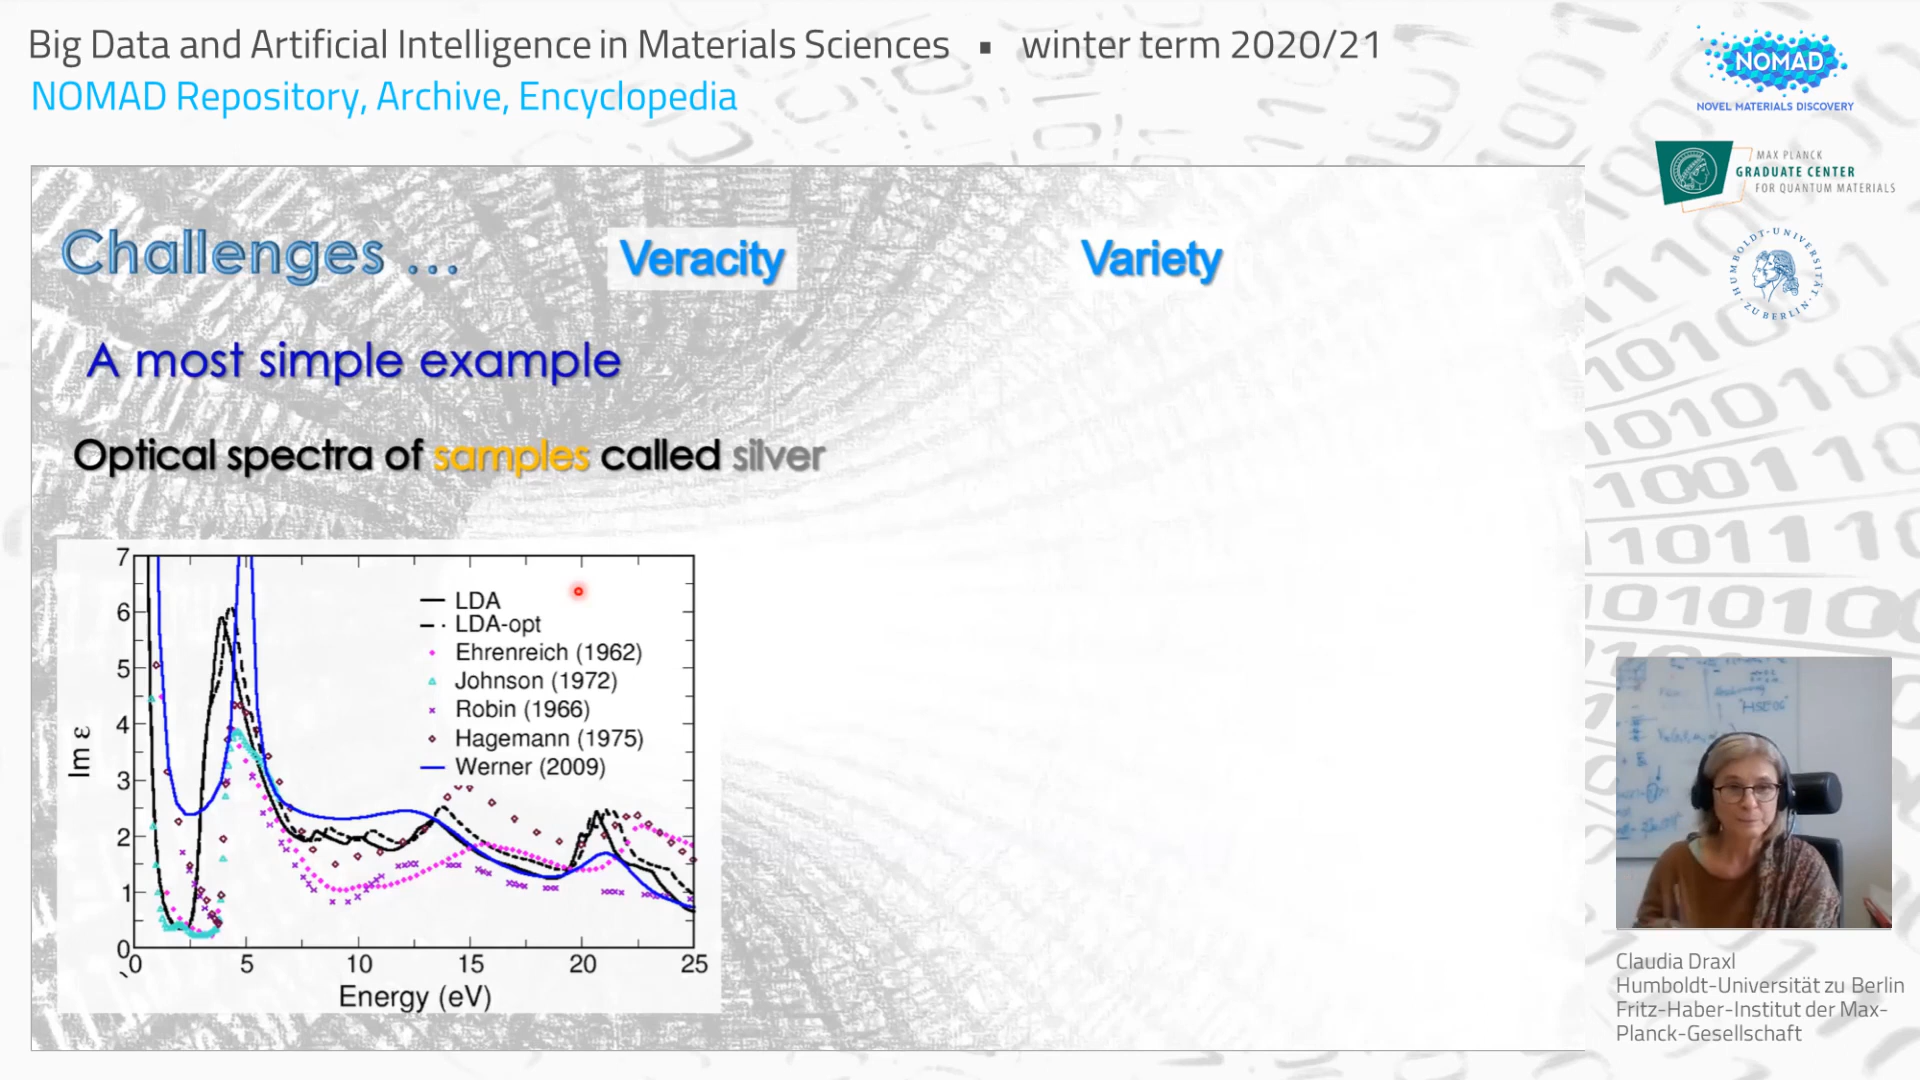 Big Data and Artificial Intelligence in Materials Sciences ▪ winter term 2020/21
NOMAD Repository, Archive, Encyclopedia
NOMAD
NOVEL MATERIALS DISCOVERY
MAX PLANCK
GRADUATE CENTER
FOR QUANTUM MATERIALS
HUMBOLDT-UNIVERSITÄT
ZU BERLIN
Challenges ...
Veracity
Variety
A most simple example
Optical spectra of samples called silver
7
6
5
4
3
2
1
0
Im ε
LDA
LDA-opt
Ehrenreich (1962)
Johnson (1972)
Robin (1966)
Hagemann (1975)
Werner (2009)
0 5 10 15 20 25
Energy (eV)
Claudia Draxl
Humboldt-Universität zu Berlin
Fritz-Haber-Institut der Max-
Planck-Gesellschaft